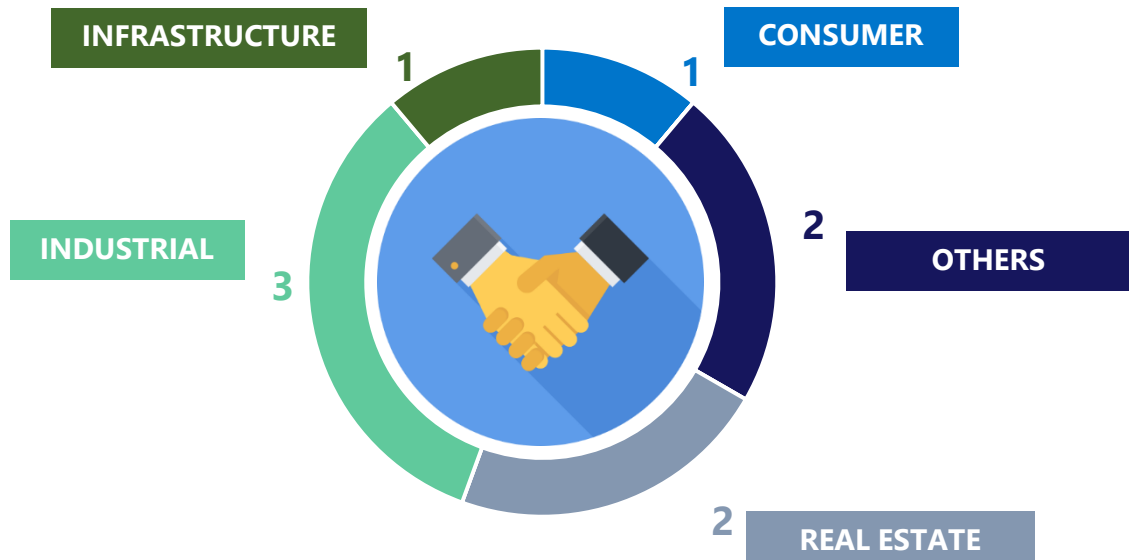 INFRASTRUCTURE
CONSUMER
1
1
2
OTHERS
INDUSTRIAL
3
2
REAL ESTATE